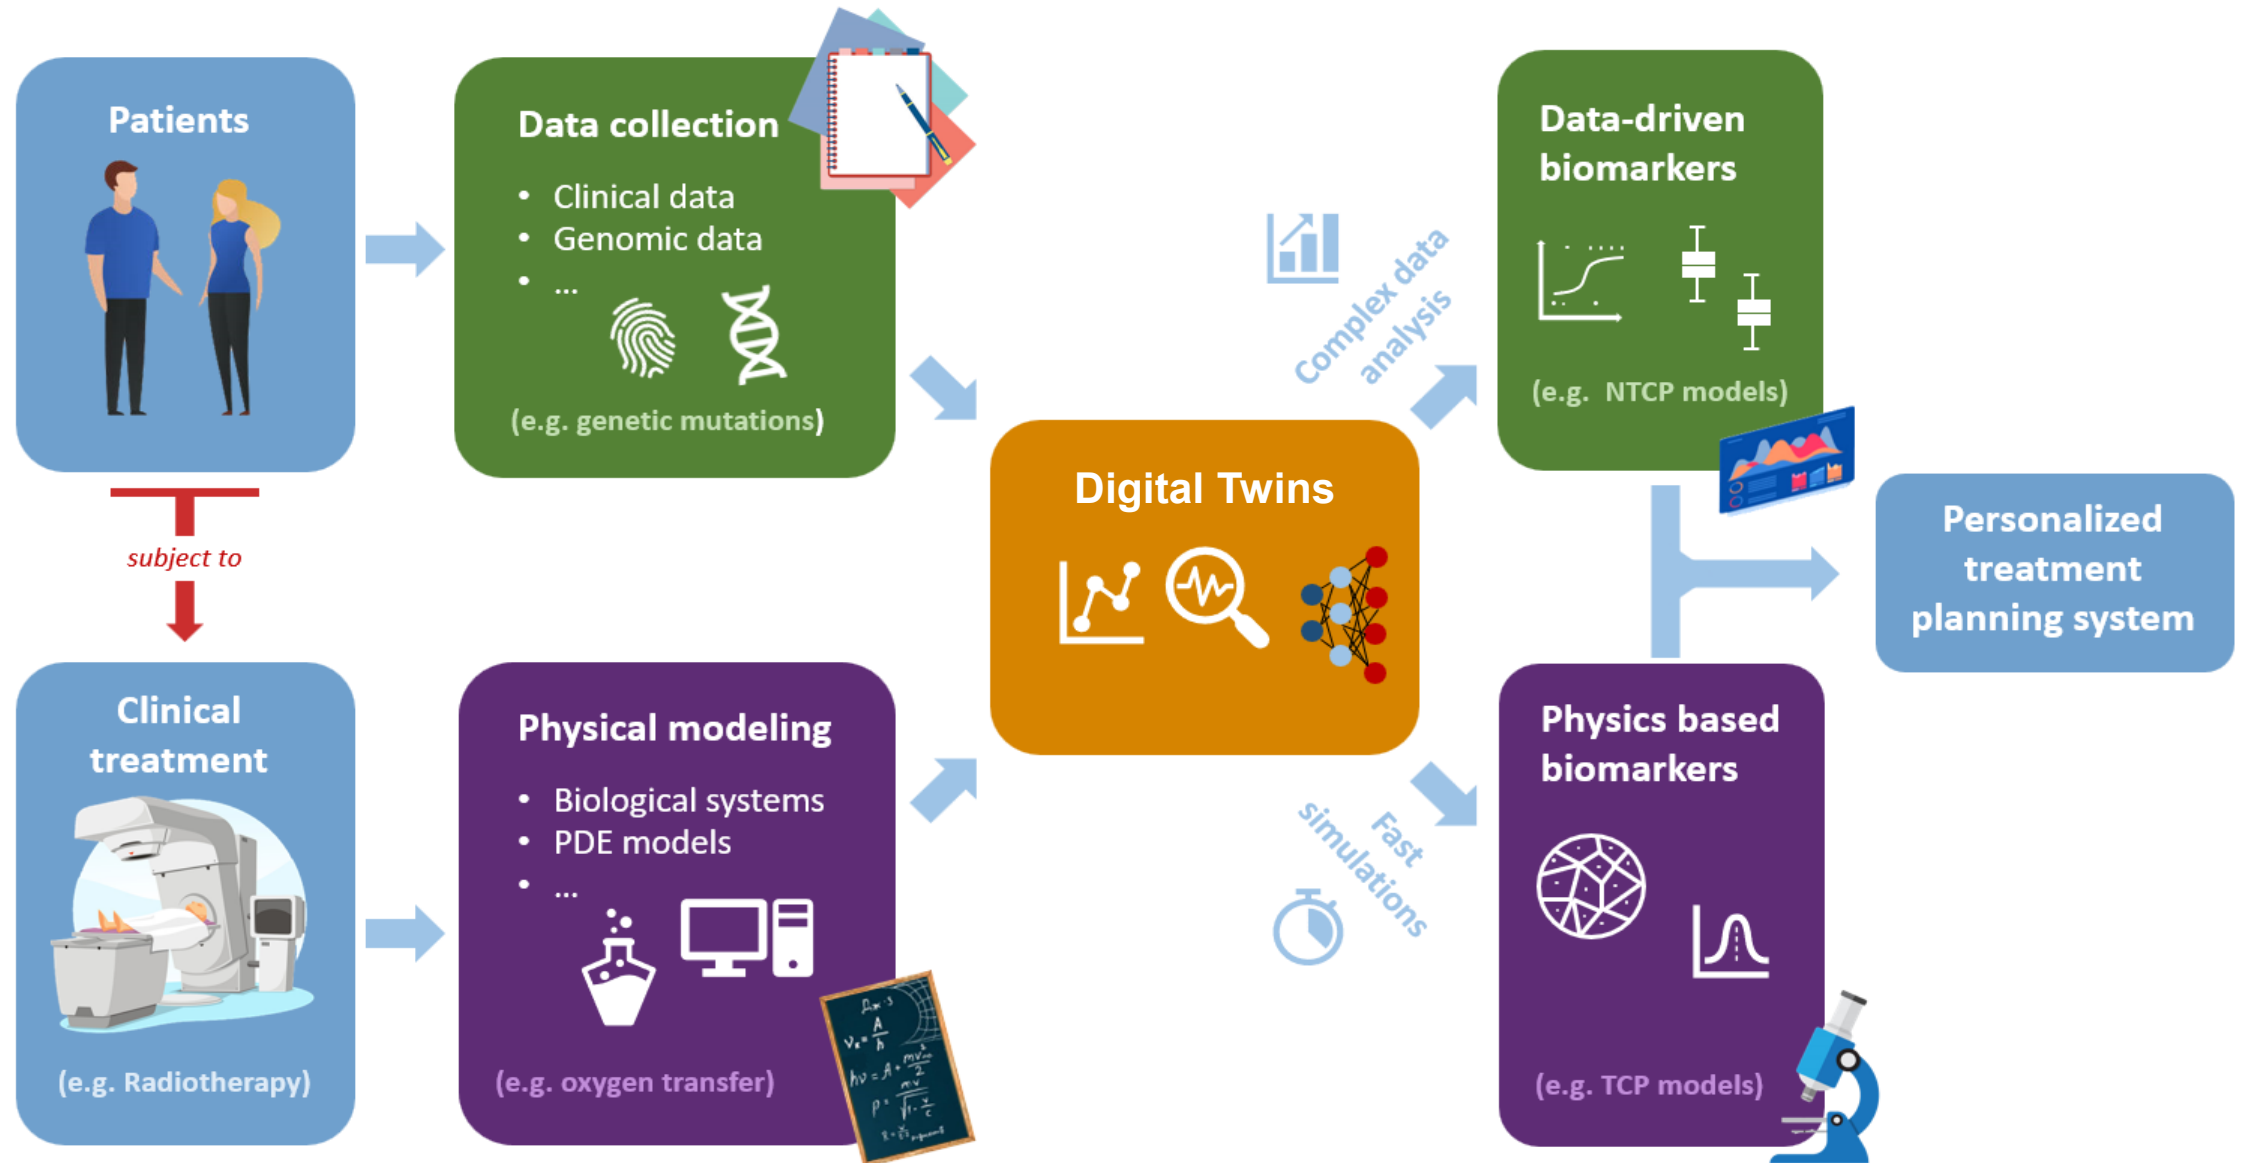 Patients
subject to
Clinical
treatment
(e.g. Radiotherapy)
Data collection
• Clinical data
• Genomic data
• ...
(e.g. genetic mutations)
Physical modeling
• Biological systems
• PDE models
• ...
(e.g. oxygen transfer)
Digital Twins
Complex data
analysis
Fast
simulations
Data-driven
biomarkers
(e.g. NTCP models)
Physics based
biomarkers
(e.g. TCP models)
Personalized
treatment
planning system